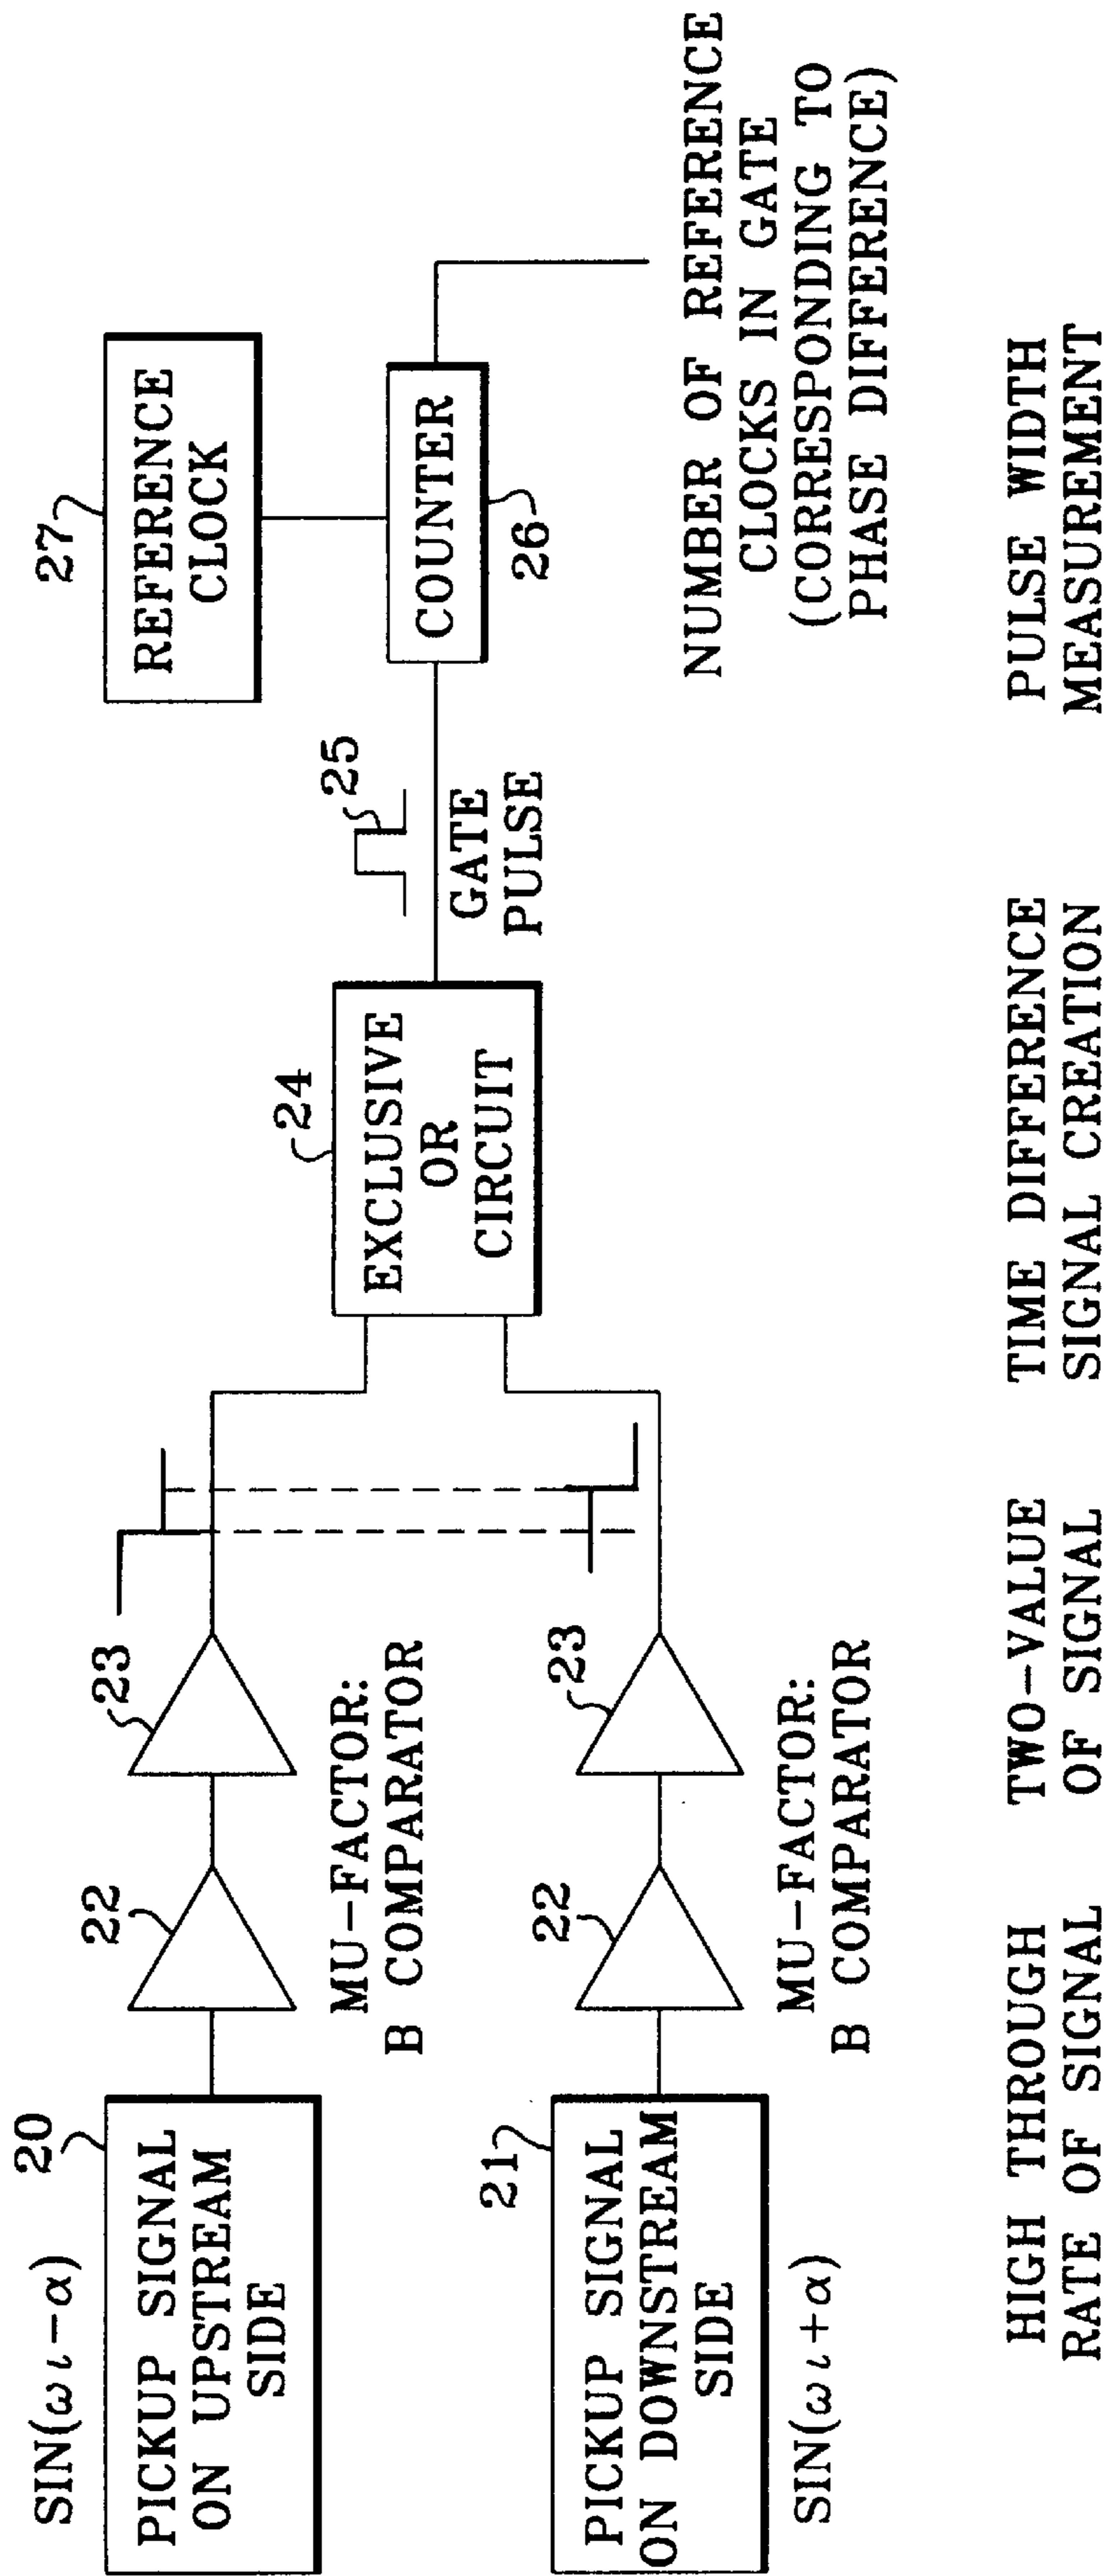 SIN(ωι−α)
20
PICKUP SIGNAL
ON UPSTREAM
SIDE
22
23
MU-FACTOR:
B COMPARATOR
21
PICKUP SIGNAL
ON DOWNSTREAM
SIDE
SIN(ωι+α)
22
23
MU-FACTOR:
B COMPARATOR
24
EXCLUSIVE
OR
CIRCUIT
25
GATE
PULSE
27
REFERENCE
CLOCK
COUNTER
26
NUMBER OF REFERENCE
CLOCKS IN GATE
(CORRESPONDING TO
PHASE DIFFERENCE)
HIGH THROUGH
RATE OF SIGNAL
TWO-VALUE
OF SIGNAL
TIME DIFFERENCE
SIGNAL CREATION
PULSE WIDTH
MEASUREMENT